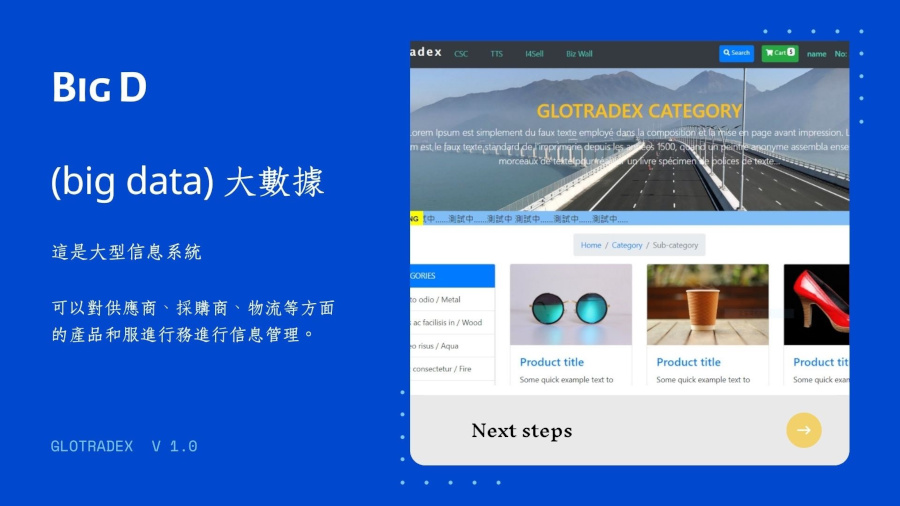 BIG D
(big data) 大數據
這是大型信息系統
可以對供應商、採購商、物流等方面
的產品和服進行務進行信息管理。
GLOTRADEX V 1.0
adex CSC TTS I4Sell Biz Wall Search Cart 5 name No:
GLOTRADEX CATEGORY
orem Ipsum est simplement du faux texte employé dans la composition et la mise en page avant impression. L
m est le faux texte standard de l'imprimerie depuis les années 1500, quand un peintre anonyme assembla ense
morceaux de texte pour réaliser un livre spécimen de polices de texte...
NG 試中......測試中......測試中 測試中......測試中......測試中.....
Home / Category / Sub-category
GORIES
to odio / Metal
s ac facilisis in / Wood
o risus / Aqua
consectetur / Fire
Product title Product title Product tit
Some quick example text to Some quick example text to Some quick exam
Next steps